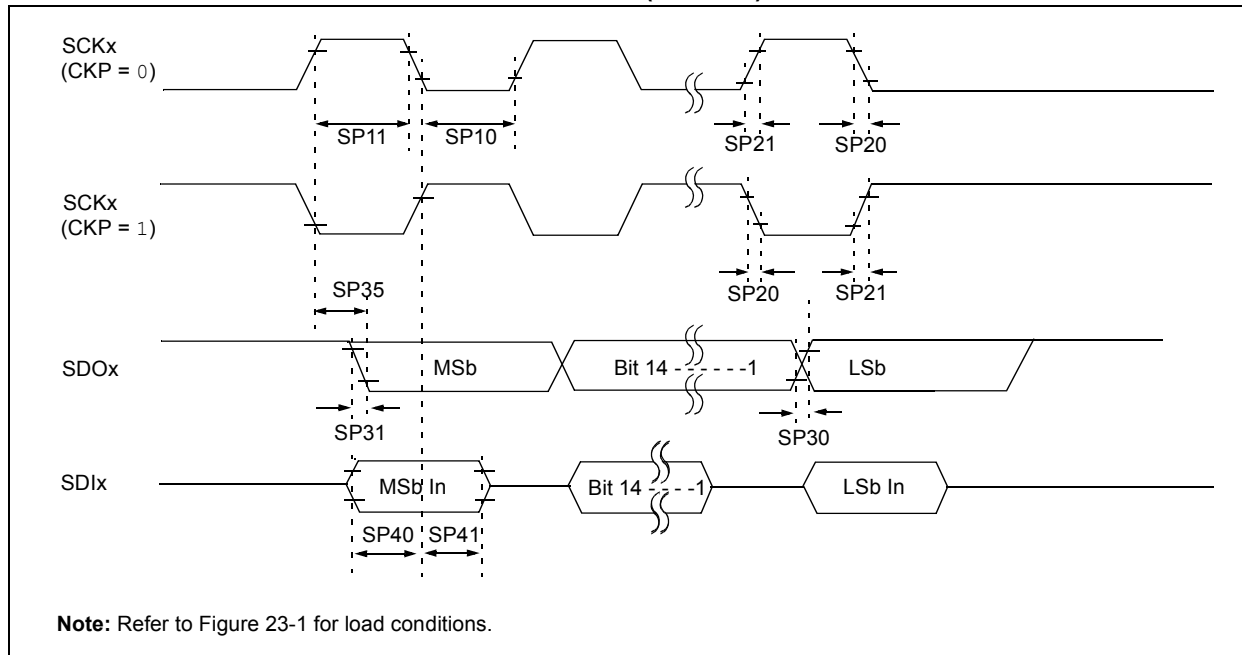 SCKx
(CKP = 0)
SP11
SP10
SP21
SP20
SCKx
(CKP = 1)
SP35
SP20
SP21
SDOx
MSb
Bit 14 - - - - - -1
LSb
SP31
SP30
SDIx
MSb In
Bit 14 - - - -1
LSb In
SP40
SP41
Note: Refer to Figure 23-1 for load conditions.